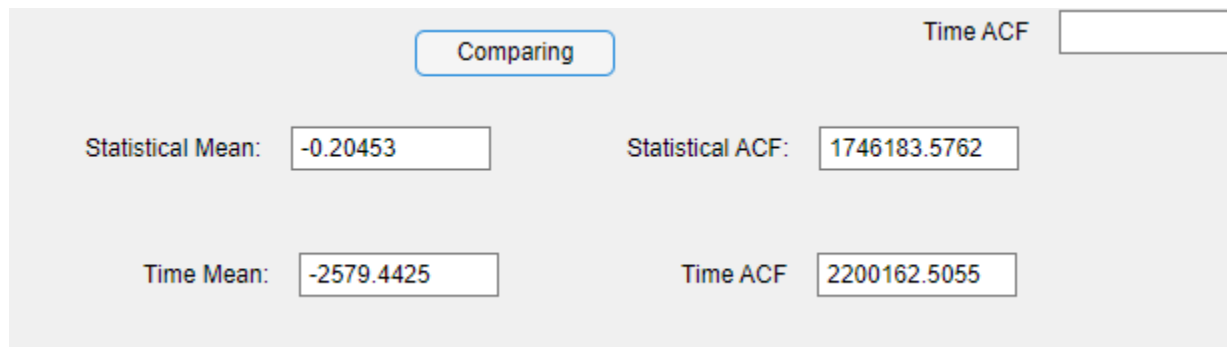 Time ACF
Comparing
Statistical Mean: -0.20453 Statistical ACF: 1746183.5762
Time Mean: -2579.4425 Time ACF 2200162.5055